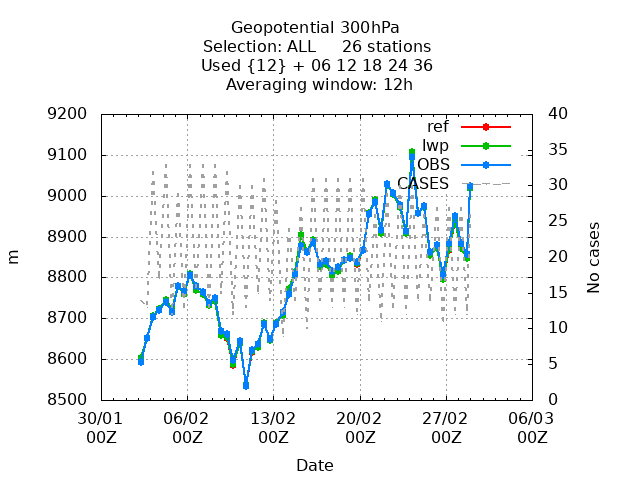 Geopotential 300hPa
Selection: ALL 26 stations
Used {12} + 06 12 18 24 36
Averaging window: 12h
9200 40
ref
9100 35
lwp
OBS
9000 CASES 30
25
8900
m 8800 20 No cases
15
8700
10
8600
5
8500 0
30/01 06/02 13/02 20/02 27/02 06/03
00Z 00Z 00Z 00Z 00Z 00Z
Date